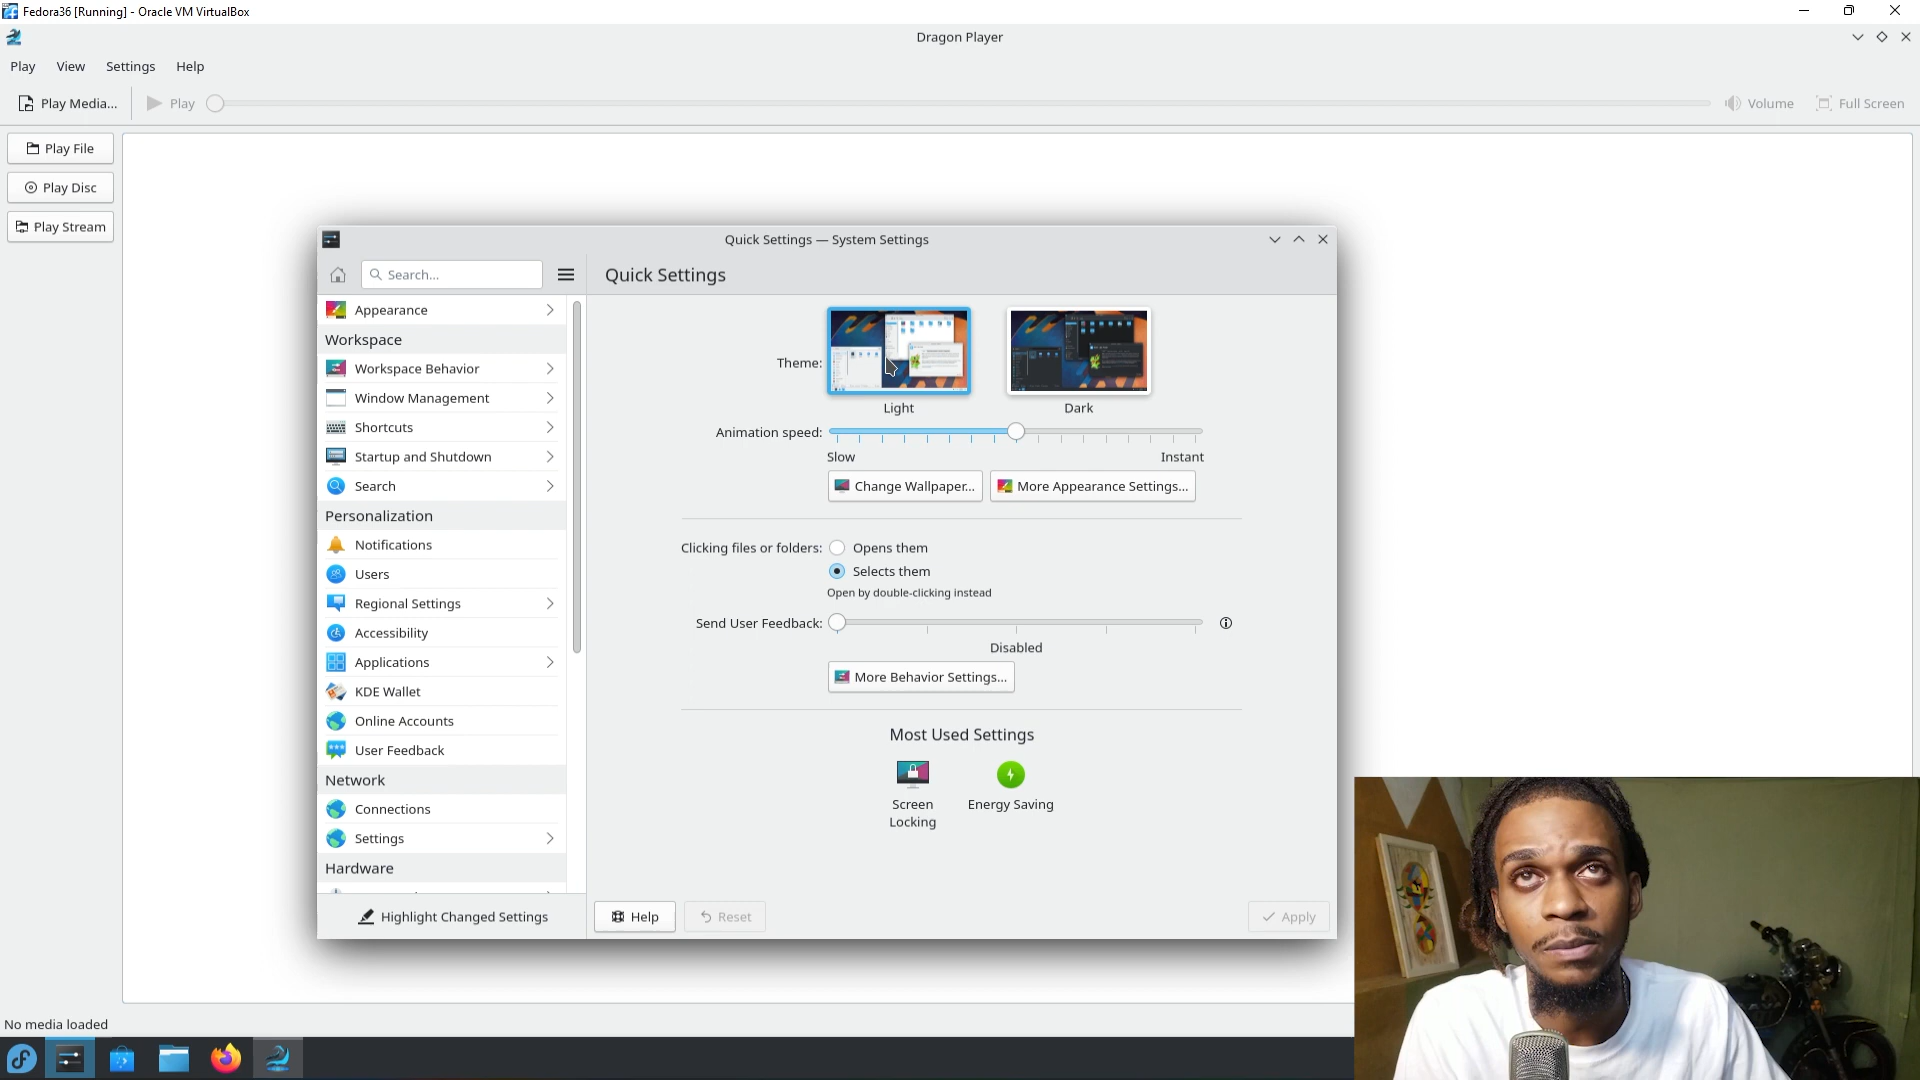 Fedora36 [Running] - Oracle VM VirtualBox
Dragon Player
Play View Settings Help
Play Media... Play Volume Full Screen
Play File
Play Disc
Play Stream
Quick Settings — System Settings
Search...
Quick Settings
Appearance
Workspace
Workspace Behavior
Window Management
Shortcuts
Startup and Shutdown
Search
Personalization
Notifications
Users
Regional Settings
Accessibility
Applications
KDE Wallet
Online Accounts
User Feedback
Network
Connections
Settings
Hardware
Highlight Changed Settings
Theme:
Light Dark
Animation speed:
Slow Instant
Change Wallpaper... More Appearance Settings...
Clicking files or folders: Opens them
Selects them
Open by double-clicking instead
Send User Feedback:
Disabled
More Behavior Settings...
Most Used Settings
Screen
Locking
Energy Saving
Help Reset Apply
No media loaded